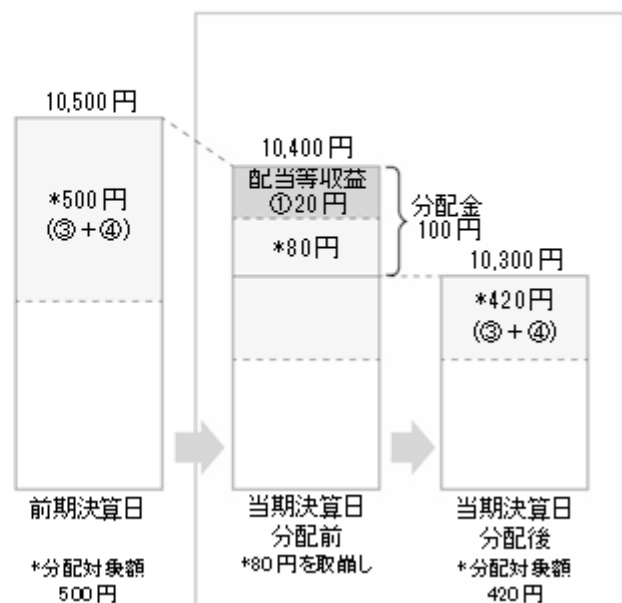 10,500円
*500円
(③+④)
前期決算日
*分配対象額
500円
10,400円
配当等収益
①20円
*80円
分配金
100円
当期決算日
分配前
*80円を取崩し
10,300円
*420円
(③+④)
当期決算日
分配後
*分配対象額
420円